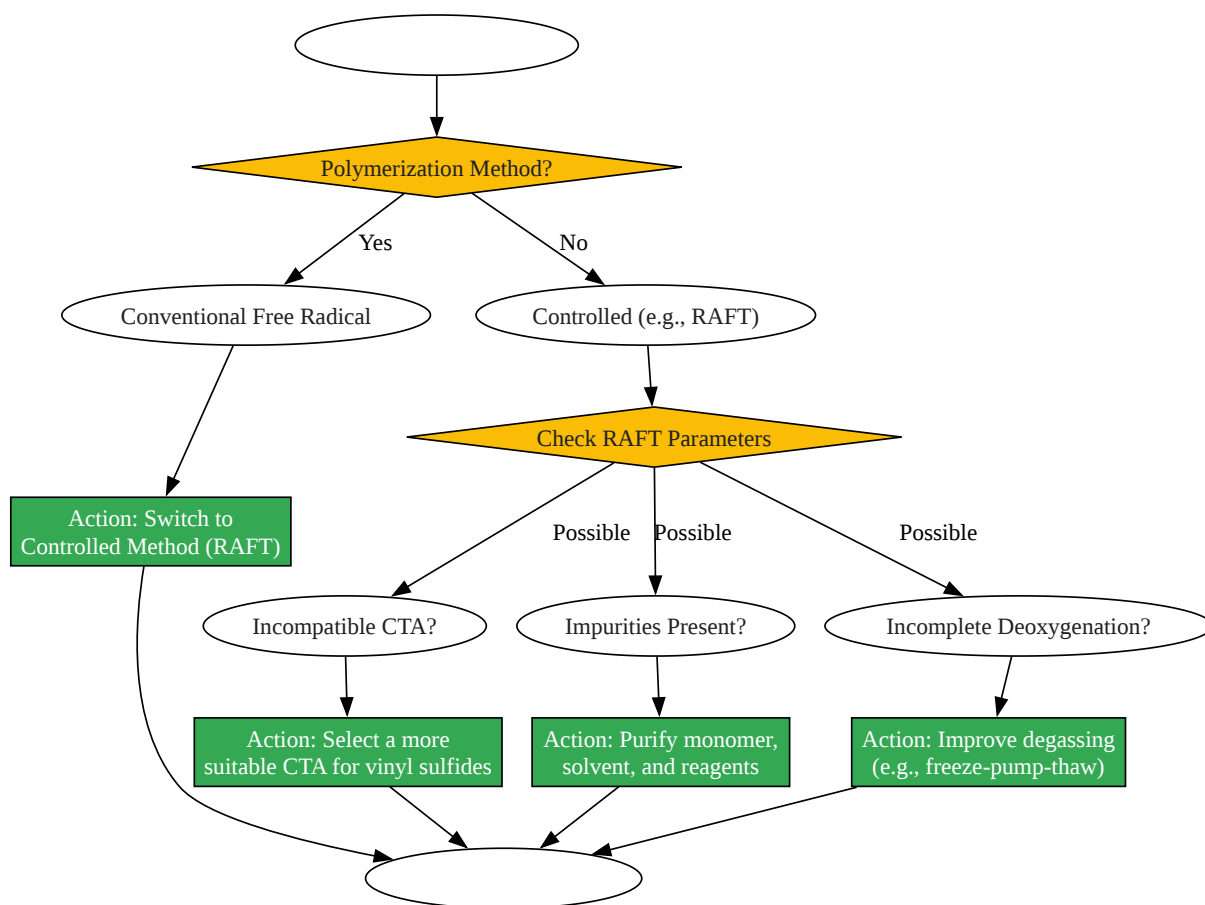 Polymerization Method?
Yes
No
Conventional Free Radical
Controlled (e.g., RAFT)
Check RAFT Parameters
Action: Switch to
Controlled Method (RAFT)
Possible
Possible
Possible
Incompatible CTA?
Impurities Present?
Incomplete Deoxygenation?
Action: Select a more
suitable CTA for vinyl sulfides
Action: Purify monomer,
solvent, and reagents
Action: Improve degassing
(e.g., freeze-pump-thaw)